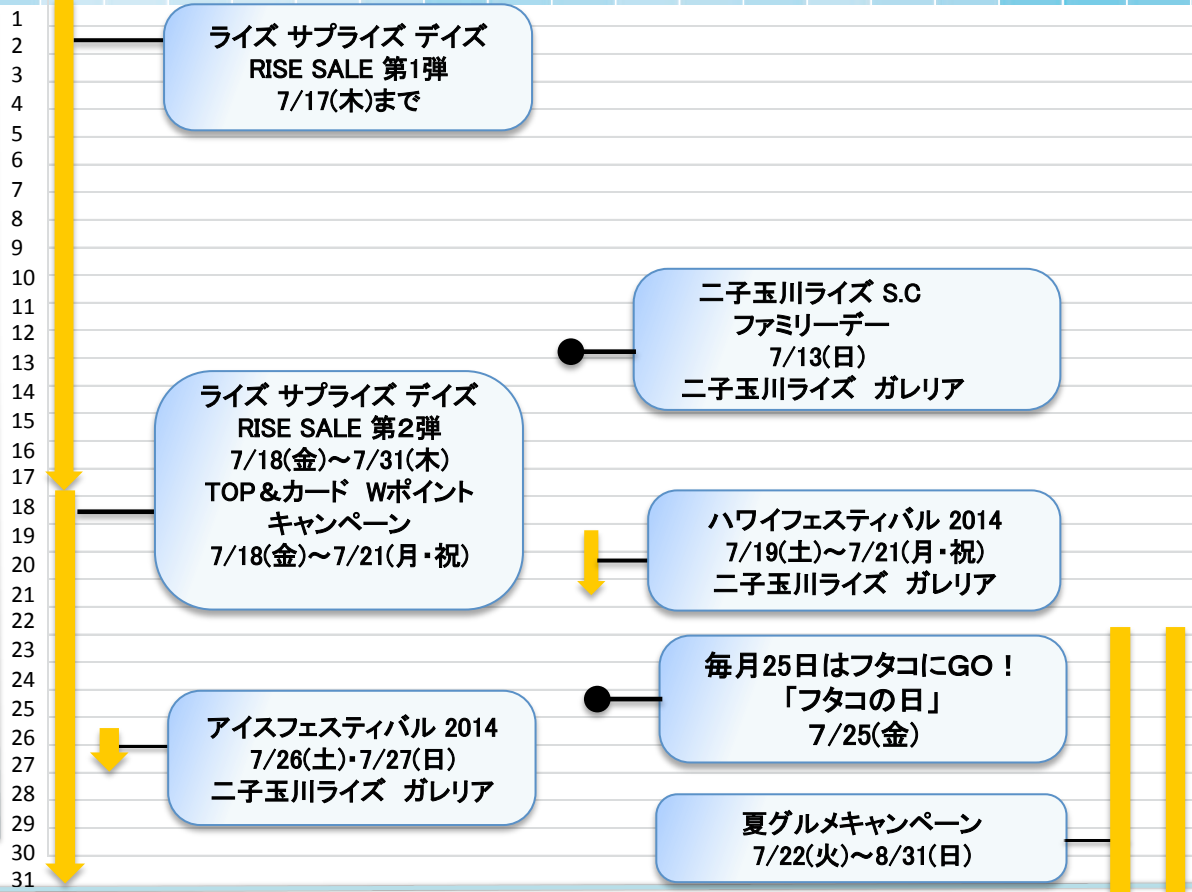 1
2
3
4
5
6
7
8
9
10
11
12
13
14
15
16
17
18
19
20
21
22
23
24
25
26
27
28
29
30
31
ライズ サプライズ デイズ
RISE SALE 第1弾
7/17(木)まで
二子玉川ライズ S.C
ファミリーデー
7/13(日)
二子玉川ライズ　ガレリア
ライズ サプライズ デイズ
RISE SALE 第２弾
7/18(金)～7/31(木)
TOP＆カード　Wポイント
キャンペーン
7/18(金)～7/21(月・祝)
ハワイフェスティバル 2014
7/19(土)～7/21(月・祝)
二子玉川ライズ　ガレリア
毎月25日はフタコにGO！
「フタコの日」
7/25(金)
アイスフェスティバル 2014
7/26(土)・7/27(日)
二子玉川ライズ　ガレリア
夏グルメキャンペーン
7/22(火)～8/31(日)